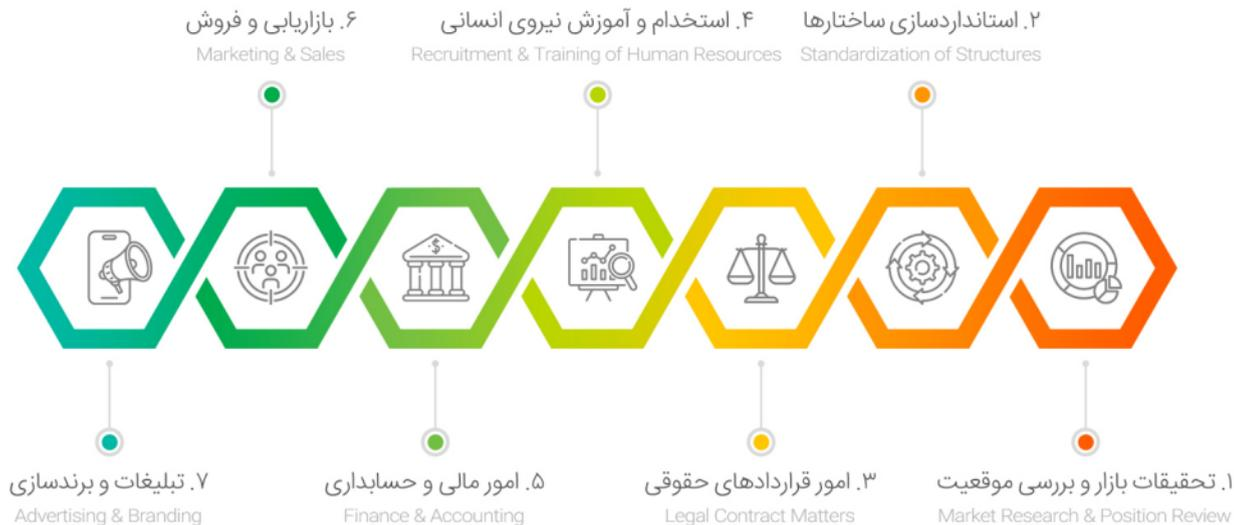 ۱. تحقیقات بازار و بررسی موقعیت
Market Research & Position Review
۲. استانداردسازی ساختارها
Standardization of Structures
۳. امور قراردادهای حقوقی
Legal Contract Matters
۴. استخدام و آموزش نیروی انسانی
Recruitment & Training of Human Resources
۵. امور مالی و حسابداری
Finance & Accounting
۶. بازاریابی و فروش
Marketing & Sales
۷. تبلیغات و برندسازی
Advertising & Branding
$